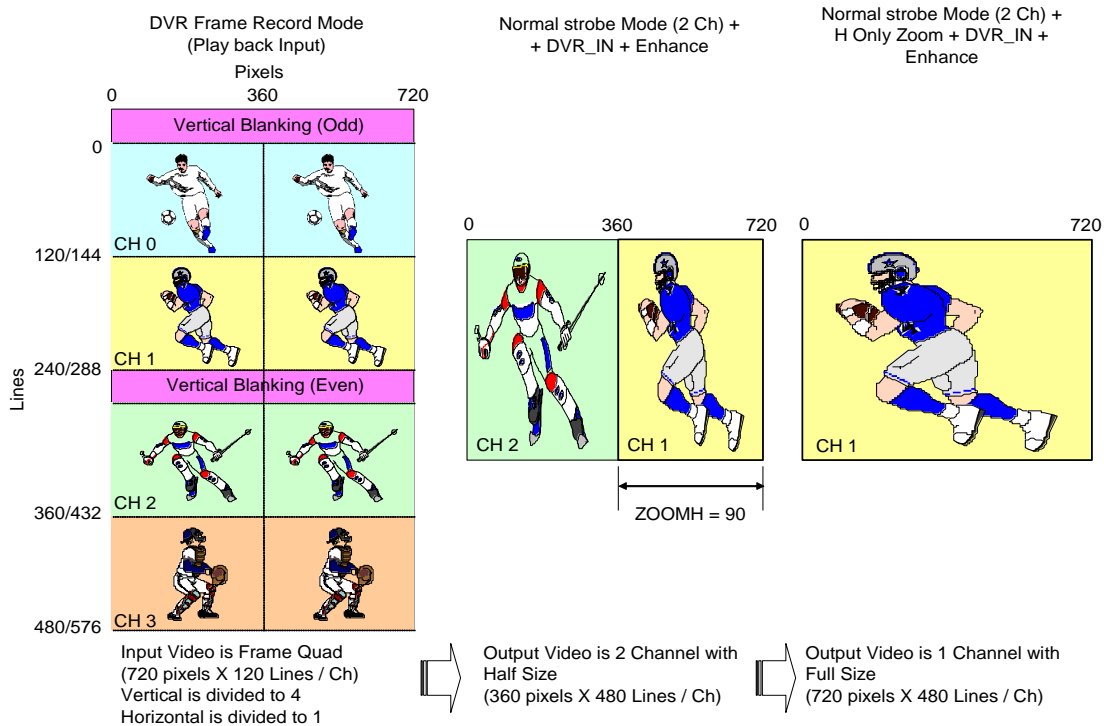 DVR Frame Record Mode
(Play back Input)
Pixels
0 360 720
Vertical Blanking (Odd)
0
CH 0
120/144
CH 1
240/288
Vertical Blanking (Even)
Lines
CH 2
360/432
CH 3
480/576
Input Video is Frame Quad
(720 pixels X 120 Lines / Ch)
Vertical is divided to 4
Horizontal is divided to 1
Normal strobe Mode (2 Ch) +
+ DVR_IN + Enhance
0 360 720
CH 2
CH 1
ZOOMH = 90
Output Video is 2 Channel with
Half Size
(360 pixels X 480 Lines / Ch)
Normal strobe Mode (2 Ch) +
H Only Zoom + DVR_IN +
Enhance
0 720
CH 1
Output Video is 1 Channel with
Full Size
(720 pixels X 480 Lines / Ch)